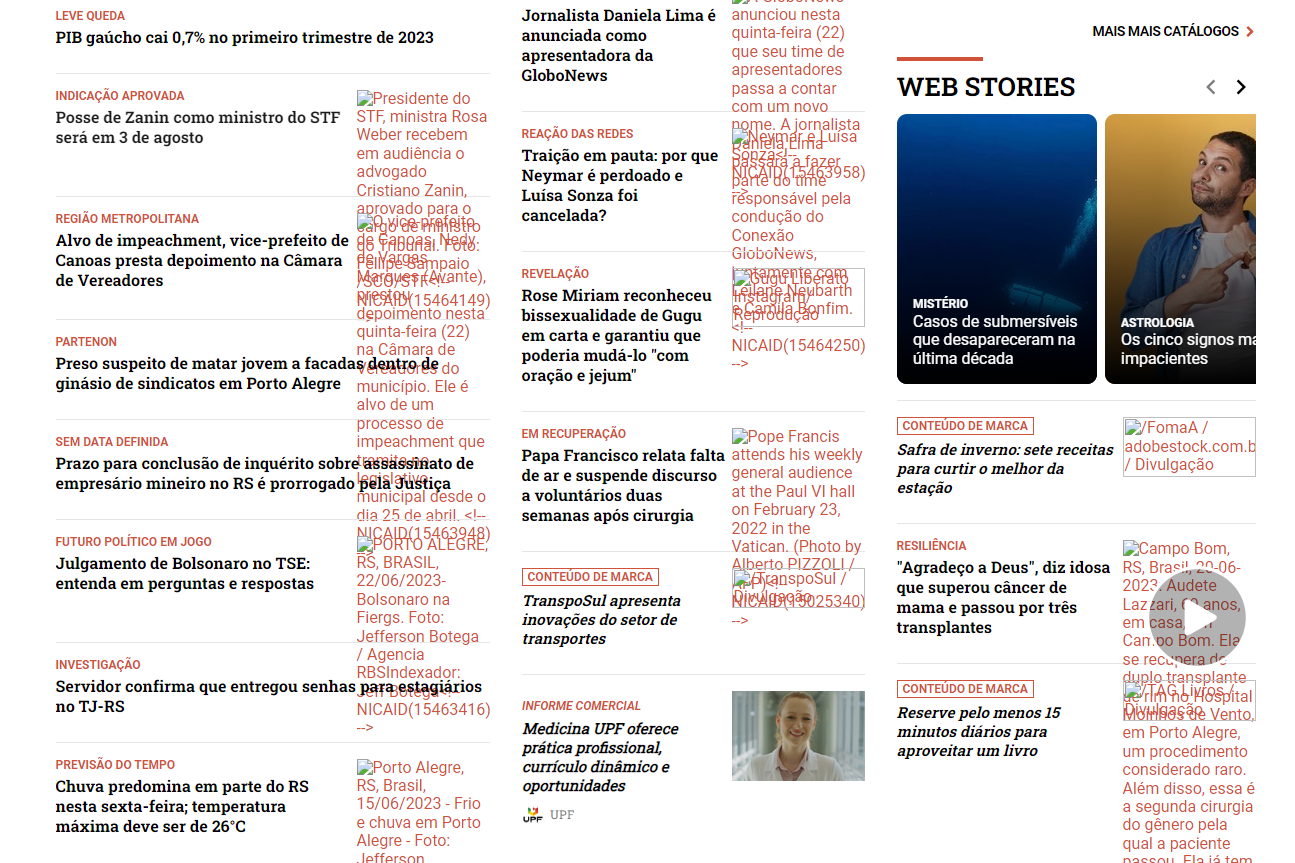 LEVE QUEDA
PIB gaúcho cai 0,7% no primeiro trimestre de 2023
INDICAÇÃO APROVADA
Posse de Zanin como ministro do STF
será em 3 de agosto
Presidente do
STF, ministra Rosa
Weber recebem
em audiência o
advogado
Cristiano Zanin,
aprovado para o
cargo de ministro
do Tribunal. Foto:
Fellipe Sampaio
/SCO/STF<!--
NICAID(15464149)
-->
REGIÃO METROPOLITANA
Alvo de impeachment, vice-prefeito de
Canoas presta depoimento na Câmara
de Vereadores
O vice-prefeito
de Canoas, Nedy
de Vargas
Marques (Avante),
prestou
depoimento nesta
quinta-feira (22)
na Câmara de
Vereadores do
município. Ele é
alvo de um
processo de
impeachment que
tramita no
legislativo
municipal desde o
dia 25 de abril. <!--
NICAID(15463948)
-->
PARTENON
Preso suspeito de matar jovem a facadas dentro de
ginásio de sindicatos em Porto Alegre
SEM DATA DEFINIDA
Prazo para conclusão de inquérito sobre assassinato de
empresário mineiro no RS é prorrogado pela Justiça
FUTURO POLÍTICO EM JOGO
Julgamento de Bolsonaro no TSE:
entenda em perguntas e respostas
PORTO ALEGRE,
RS, BRASIL,
22/06/2023-
Bolsonaro na
Fiergs. Foto:
Jefferson Botega
/ Agencia
RBSIndexador:
Jeff Botega<!--
NICAID(15463416)
-->
INVESTIGAÇÃO
Servidor confirma que entregou senhas para estagiários
no TJ-RS
PREVISÃO DO TEMPO
Chuva predomina em parte do RS
nesta sexta-feira; temperatura
máxima deve ser de 26°C
Porto Alegre,
RS, Brasil,
15/06/2023 - Frio
e chuva em Porto
Alegre - Foto:
Jefferson
Jornalista Daniela Lima é
anunciada como
apresentadora da
GloboNews
A GloboNews
anunciou nesta
quinta-feira (22)
que seu time de
apresentadores
passa a contar
com um novo
nome. A jornalista
Daniela Lima
passará a fazer
parte do time
responsável pela
condução do
Conexão
GloboNews,
juntamente com
Leilane Neubarth
e Camila Bonfim.
<!--
NICAID(15464250)
-->
REAÇÃO DAS REDES
Traição em pauta: por que
Neymar é perdoado e
Luísa Sonza foi
cancelada?
Neymar e Luísa
Sonza<!--
NICAID(15463958)
-->
REVELAÇÃO
Rose Miriam reconheceu
bissexualidade de Gugu
em carta e garantiu que
poderia mudá-lo "com
oração e jejum"
Gugu Liberato
Instagram/
Reprodução
EM RECUPERAÇÃO
Papa Francisco relata falta
de ar e suspende discurso
a voluntários duas
semanas após cirurgia
Pope Francis
attends his weekly
general audience
at the Paul VI hall
on February 23,
2022 in the
Vatican. (Photo by
Alberto PIZZOLI /
AFP)<!--
NICAID(15025340)
-->
CONTEÚDO DE MARCA
TranspoSul apresenta
inovações do setor de
transportes
/TranspoSul /
Divulgação
INFORME COMERCIAL
Medicina UPF oferece
prática profissional,
currículo dinâmico e
oportunidades
UPF UPF
MAIS MAIS CATÁLOGOS
WEB STORIES
MISTÉRIO
Casos de submersíveis
que desapareceram na
última década
ASTROLOGIA
Os cinco signos ma
impacientes
CONTEÚDO DE MARCA
Safra de inverno: sete receitas
para curtir o melhor da
estação
/FomaA /
adobestock.com.b
/ Divulgação
RESILIÊNCIA
"Agradeço a Deus", diz idosa
que superou câncer de
mama e passou por três
transplantes
Campo Bom,
RS, Brasil, 20-06-
2023. Audete
Lazzari, anos,
em casa, em
Campo Bom. Ela
se recupera de
duplo transplante
de rim no Hospital
Moinhos de Vento,
em Porto Alegre,
um procedimento
considerado raro.
Além disso, essa é
a segunda cirurgia
do gênero pela
qual a paciente
passou. Ela já tem
CONTEÚDO DE MARCA
Reserve pelo menos 15
minutos diários para
aproveitar um livro
/TAG Livros /
Divulgação